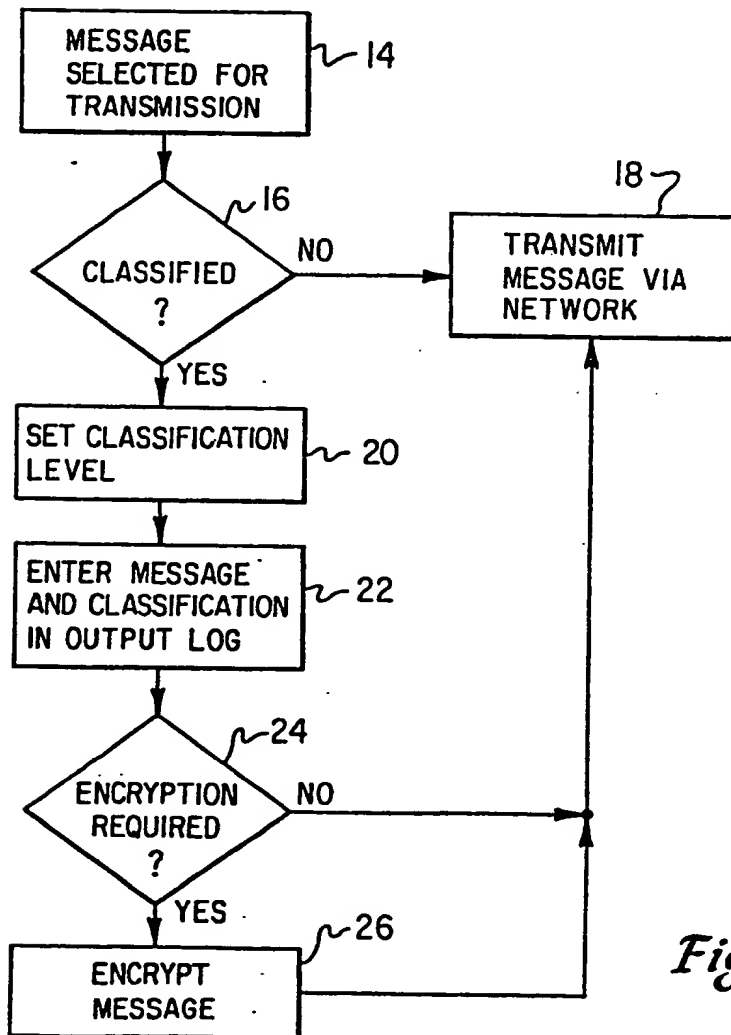 MESSAGE
SELECTED FOR
TRANSMISSION
14
16
CLASSIFIED
?
NO
18
TRANSMIT
MESSAGE VIA
NETWORK
YES
SET CLASSIFICATION
LEVEL
20
ENTER MESSAGE
AND CLASSIFICATION
IN OUTPUT LOG
22
24
ENCRYPTION
REQUIRED
?
NO
YES
26
ENCRYPT
MESSAGE
Fig